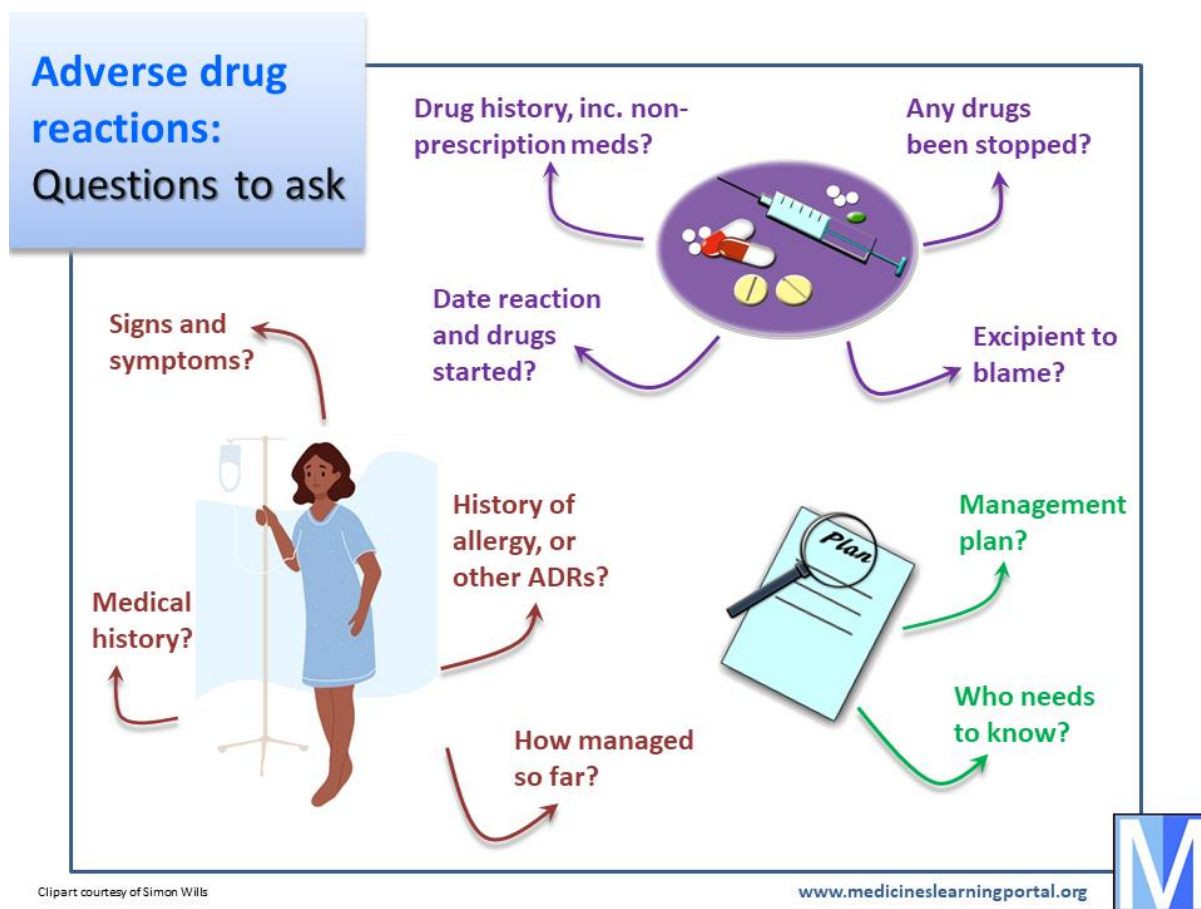 Adverse drug
reactions:
Questions to ask
Drug history, inc. non-
prescription meds?
Any drugs
been stopped?
Date reaction
and drugs
started?
Excipient to
blame?
Signs and
symptoms?
History of
allergy, or
other ADRs?
Medical
history?
How managed
so far?
Plan
Management
plan?
Who needs
to know?
Clipart courtesy of Simon Wills
www.medicineslearningportal.org
M